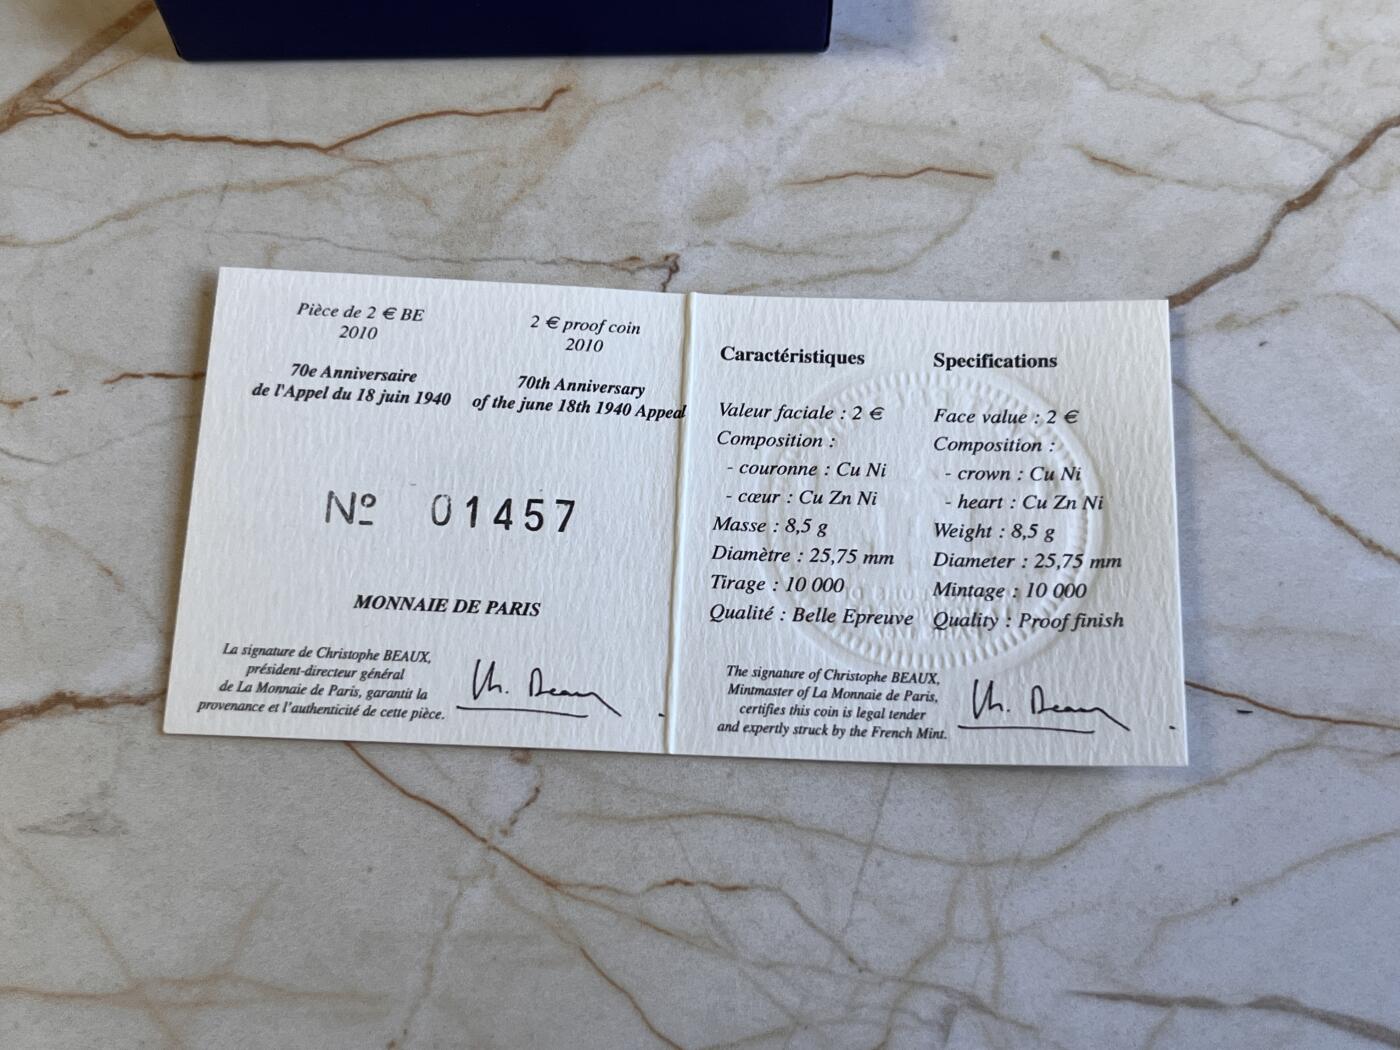 Pièce de 2 € BE
2010
70e Anniversaire
de l'Appel du 18 juin 1940
2 € proof coin
2010
70th Anniversary
of the june 18th 1940 Appeal
Nº 01457
MONNAIE DE PARIS
La signature de Christophe BEAUX,
président-directeur général
de La Monnaie de Paris, garantit la
provenance et l'authenticité de cette pièce.
Ch. Beaux
Caractéristiques
Valeur faciale : 2 €
Composition :
- couronne : Cu Ni
- cœur : Cu Zn Ni
Masse : 8,5 g
Diamètre : 25,75 mm
Tirage : 10 000
Qualité : Belle Epreuve
Specifications
Face value : 2 €
Composition :
- crown : Cu Ni
- heart : Cu Zn Ni
Weight : 8,5 g
Diameter : 25,75 mm
Mintage : 10 000
Quality : Proof finish
The signature of Christophe BEAUX,
Mintmaster of La Monnaie de Paris,
certifies this coin is legal tender
and expertly struck by the French Mint.
Ch. Beaux